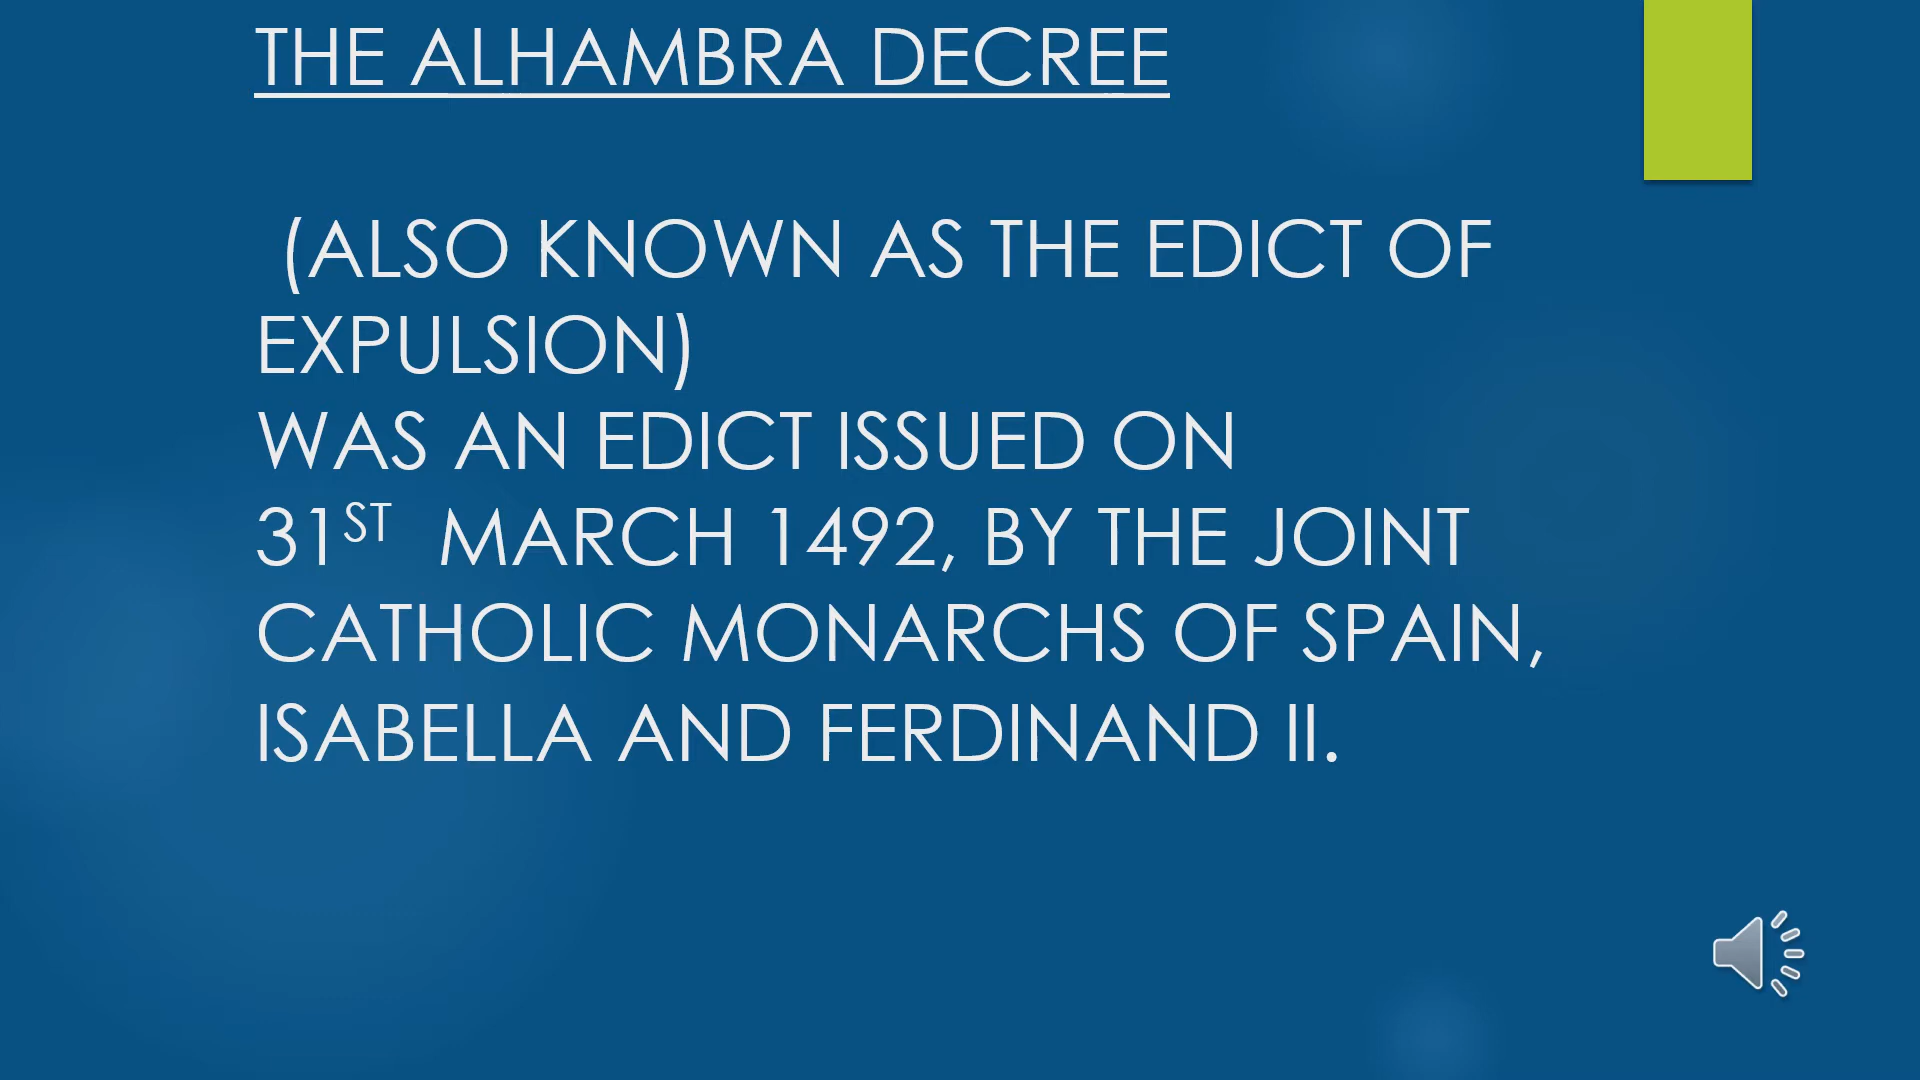 THE ALHAMBRA DECREE
(ALSO KNOWN AS THE EDICT OF
EXPULSION)
WAS AN EDICT ISSUED ON
31ST MARCH 1492, BY THE JOINT
CATHOLIC MONARCHS OF SPAIN,
ISABELLA AND FERDINAND II.